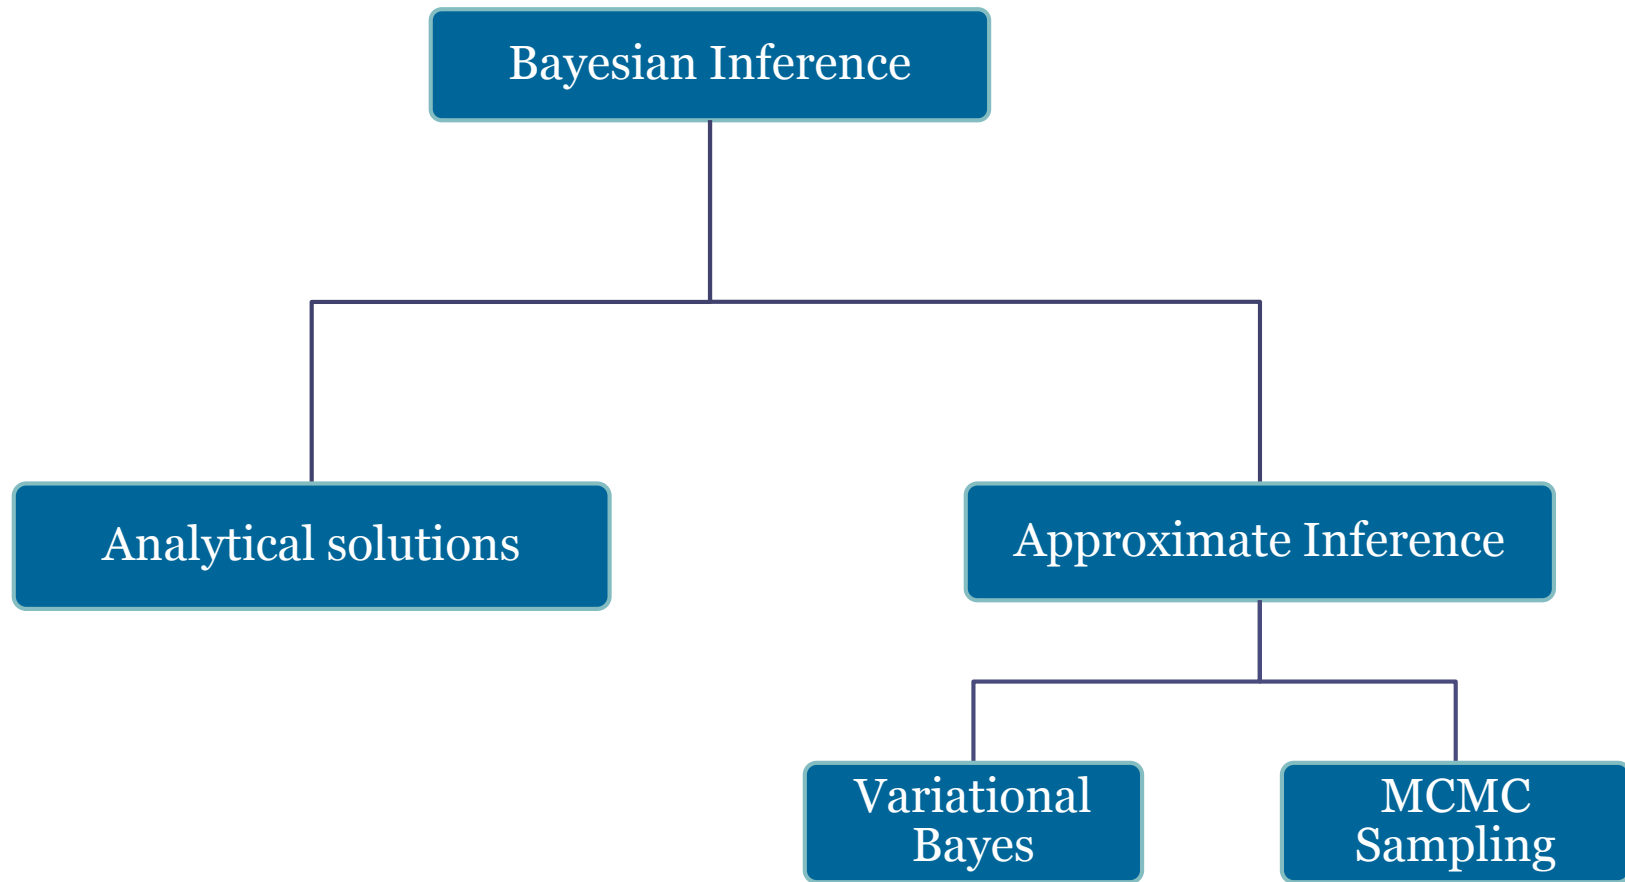 Bayesian Inference
Analytical solutions
Approximate Inference
Variational
Bayes
MCMC
Sampling